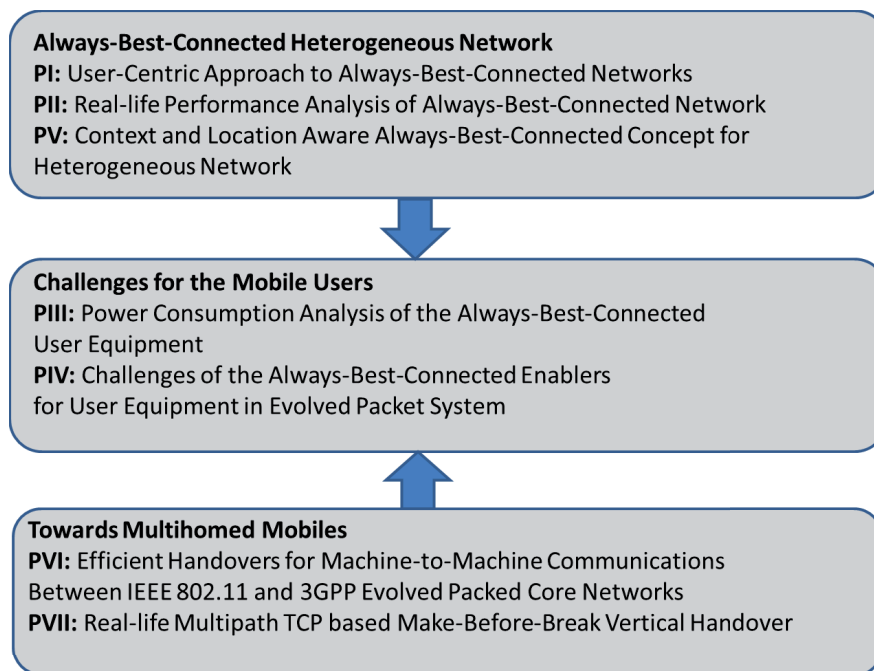 Always-Best-Connected Heterogeneous Network
PI: User-Centric Approach to Always-Best-Connected Networks
PII: Real-life Performance Analysis of Always-Best-Connected Network
PV: Context and Location Aware Always-Best-Connected Concept for
Heterogeneous Network
Challenges for the Mobile Users
PIII: Power Consumption Analysis of the Always-Best-Connected
User Equipment
PIV: Challenges of the Always-Best-Connected Enablers
for User Equipment in Evolved Packet System
Towards Multihomed Mobiles
PVI: Efficient Handovers for Machine-to-Machine Communications
Between IEEE 802.11 and 3GPP Evolved Packed Core Networks
PVII: Real-life Multipath TCP based Make-Before-Break Vertical Handover